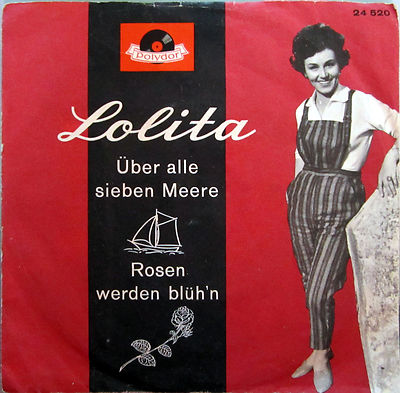 polydor
24 520
Lolita
Über alle
sieben Meere
Rosen
werden blüh'n